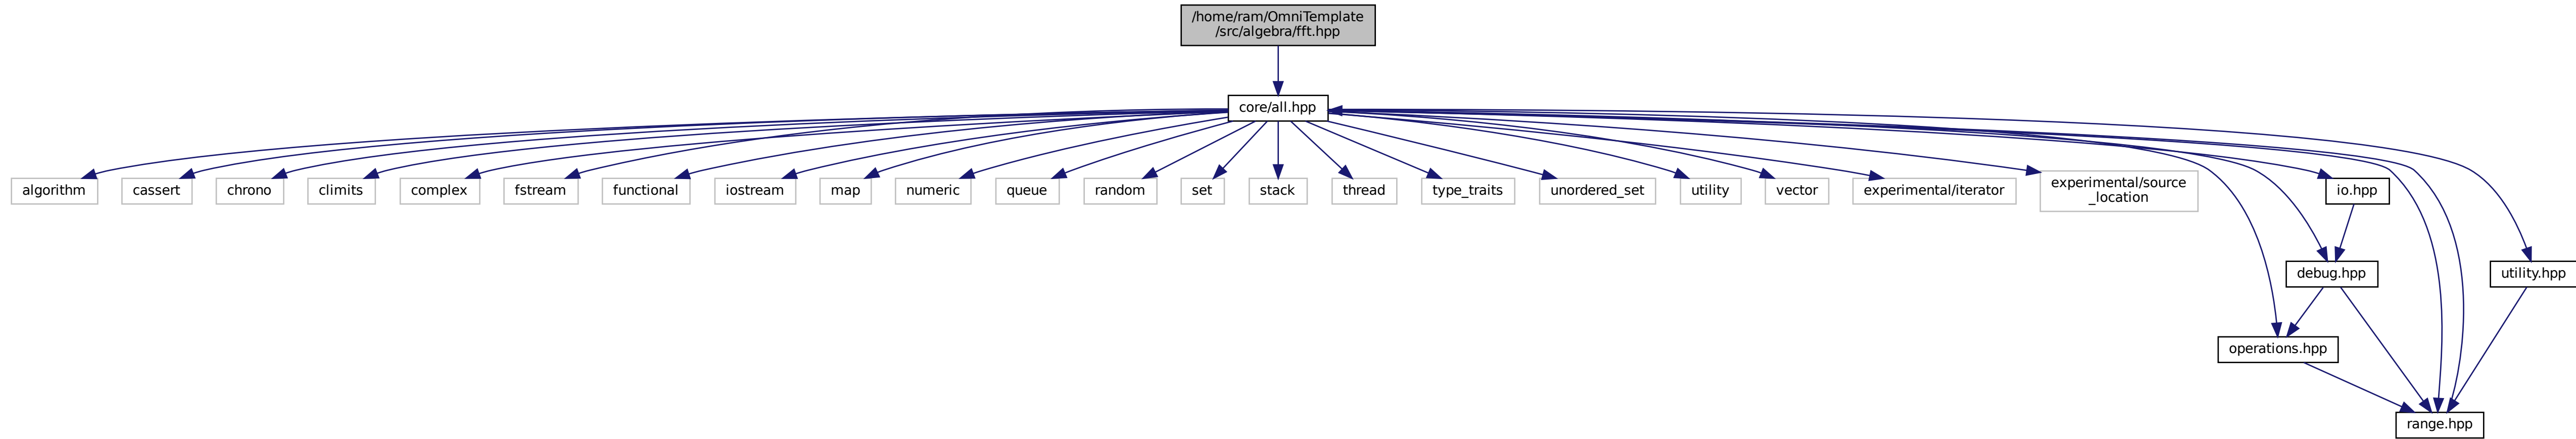 /home/ram/OmniTemplate
/src/algebra/fft.hpp
core/all.hpp
algorithm
cassert
chrono
climits
complex
fstream
functional
iostream
map
numeric
queue
random
set
stack
thread
type_traits
unordered_set
utility
vector
experimental/iterator
experimental/source
_location
io.hpp
debug.hpp
utility.hpp
operations.hpp
range.hpp